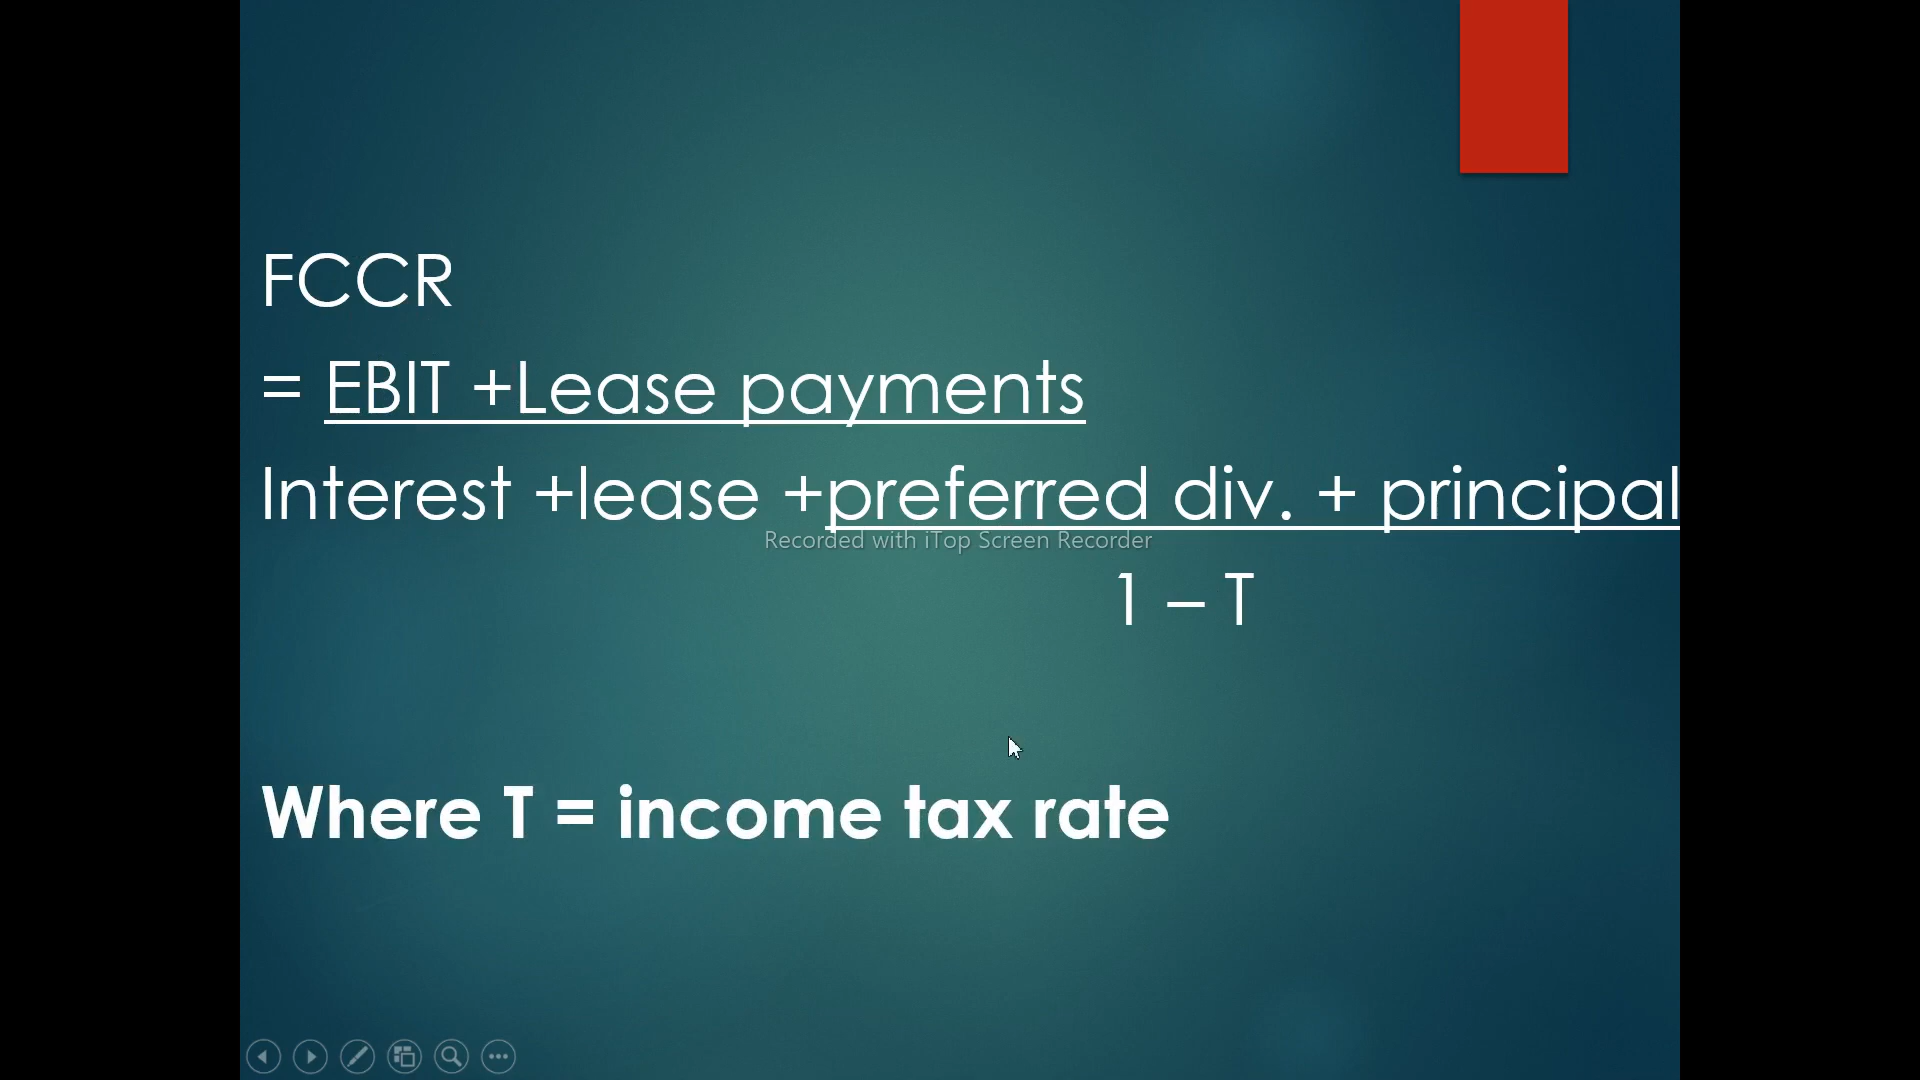 FCCR
= EBIT +Lease payments
Interest +lease +preferred div. + principal
Recorded with iTop Screen Recorder
1 – T
Where T = income tax rate